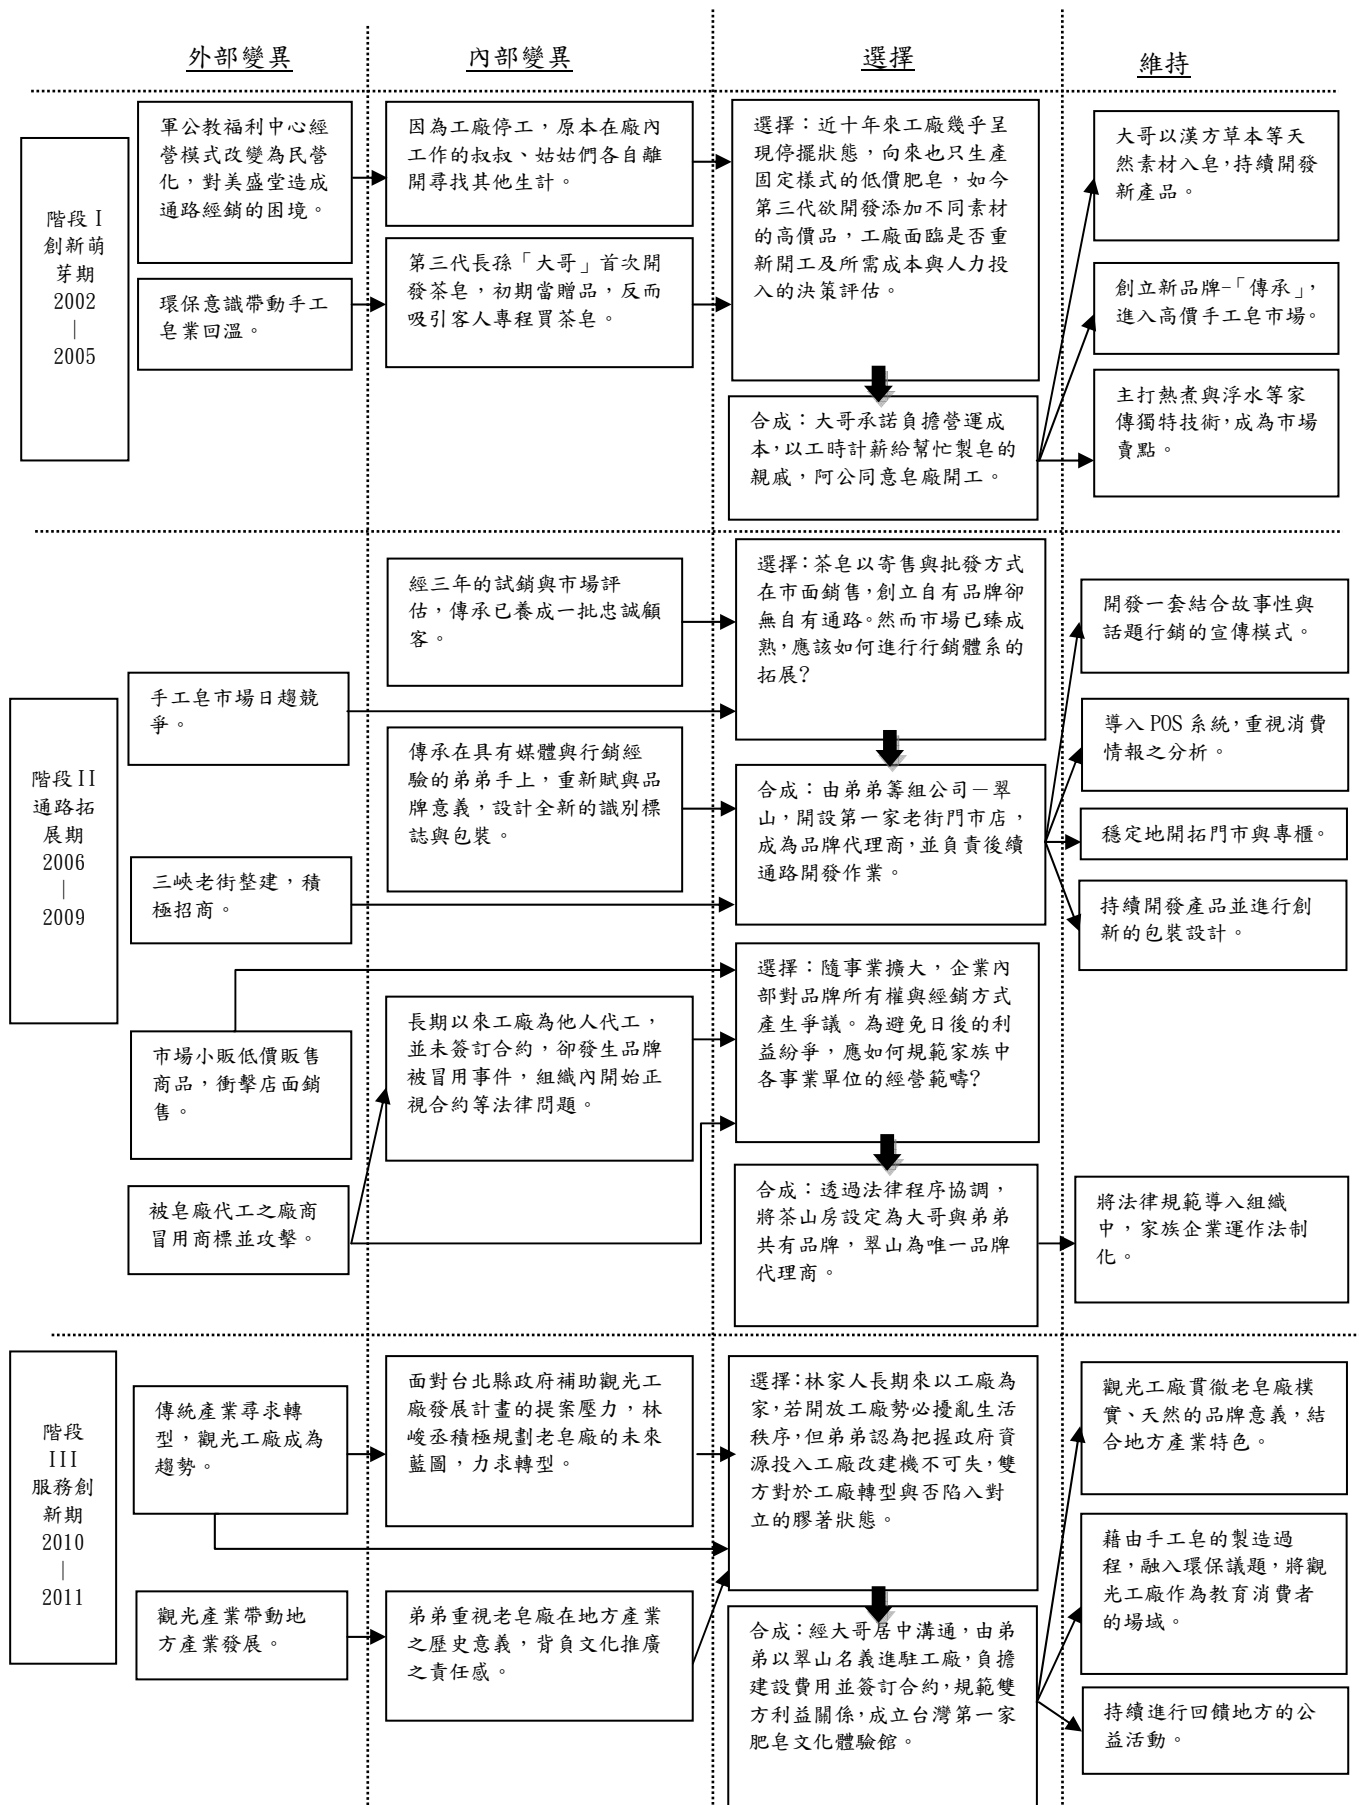 外部變異
內部變異
選擇
維持
階段 I
創新萌
芽期
2002
|
2005
軍公教福利中心經
營模式改變為民營
化，對美盛堂造成
通路經銷的困境。
環保意識帶動手工
皂業回溫。
因為工廠停工，原本在廠內
工作的叔叔、姑姑們各自離
開尋找其他生計。
第三代長孫「大哥」首次開
發茶皂，初期當贈品，反而
吸引客人專程買茶皂。
選擇：近十年來工廠幾乎呈
現停擺狀態，向來也只生產
固定樣式的低價肥皂，如今
第三代欲開發添加不同素材
的高價品，工廠面臨是否重
新開工及所需成本與人力投
入的決策評估。
合成：大哥承諾負擔營運成
本，以工時計薪給幫忙製皂的
親戚，阿公同意皂廠開工。
大哥以漢方草本等天
然素材入皂，持續開發
新產品。
創立新品牌-「傳承」，
進入高價手工皂市場。
主打熱煮與浮水等家
傳獨特技術，成為市場
賣點。
階段 II
通路拓
展期
2006
|
2009
手工皂市場日趨競
爭。
三峽老街整建，積
極招商。
市場小販低價販售
商品，衝擊店面銷
售。
被皂廠代工之廠商
冒用商標並攻擊。
經三年的試銷與市場評
估，傳承已養成一批忠誠顧
客。
傳承在具有媒體與行銷經
驗的弟弟手上，重新賦與品
牌意義，設計全新的識別標
誌與包裝。
長期以來工廠為他人代工，
並未簽訂合約，卻發生品牌
被冒用事件，組織內開始正
視合約等法律問題。
選擇：茶皂以寄售與批發方式
在市面銷售，創立自有品牌卻
無自有通路。然而市場已臻成
熟，應該如何進行行銷體系的
拓展？
合成：由弟弟籌組公司－翠
山，開設第一家老街門市店，
成為品牌代理商，並負責後續
通路開發作業。
選擇：隨事業擴大，企業內
部對品牌所有權與經銷方式
產生爭議。為避免日後的利
益紛爭，應如何規範家族中
各事業單位的經營範疇？
合成：透過法律程序協調，
將茶山房設定為大哥與弟弟
共有品牌，翠山為唯一品牌
代理商。
開發一套結合故事性與
話題行銷的宣傳模式。
導入 POS 系統，重視消費
情報之分析。
穩定地開拓門市與專櫃。
持續開發產品並進行創
新的包裝設計。
將法律規範導入組織
中，家族企業運作法制
化。
階段
III
服務創
新期
2010
|
2011
傳統產業尋求轉
型，觀光工廠成為
趨勢。
觀光產業帶動地
方產業發展。
面對台北縣政府補助觀光工
廠發展計畫的提案壓力，林
峻丞積極規劃老皂廠的未來
藍圖，力求轉型。
弟弟重視老皂廠在地方產業
之歷史意義，背負文化推廣
之責任感。
選擇：林家人長期來以工廠為
家，若開放工廠勢必擾亂生活
秩序，但弟弟認為把握政府資
源投入工廠改建機不可失，雙
方對於工廠轉型與否陷入對
立的膠著狀態。
合成：經大哥居中溝通，由弟
弟以翠山名義進駐工廠，負擔
建設費用並簽訂合約，規範雙
方利益關係，成立台灣第一家
肥皂文化體驗館。
觀光工廠貫徹老皂廠樸
實、天然的品牌意義，結
合地方產業特色。
藉由手工皂的製造過
程，融入環保議題，將觀
光工廠作為教育消費者
的場域。
持續進行回饋地方的公
益活動。